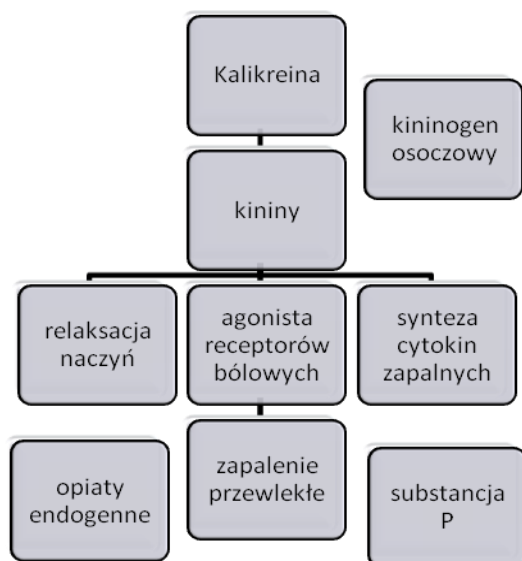 Kalikreina
kininogen
osoczowy
kininy
relaksacja
naczyń
agonista
receptorów
bólowych
synteza
cytokin
zapalnych
opiaty
endogenne
zapalenie
przewlekłe
substancja
P